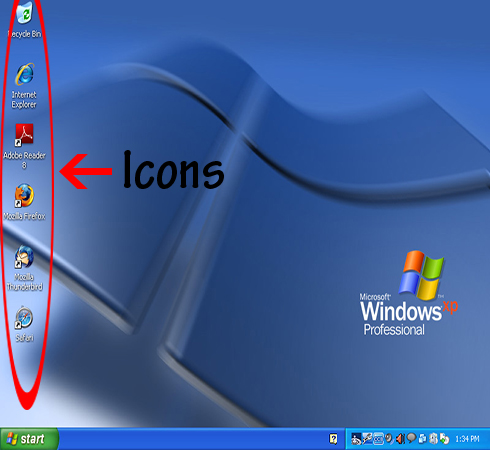 Recycle Bin
Internet
Explorer
Adobe Reader
8
Mozilla Firefox
Mozilla
Thunderbird
Safari
Icons
Microsoft®
Windows xp
Professional
start
1:34 PM